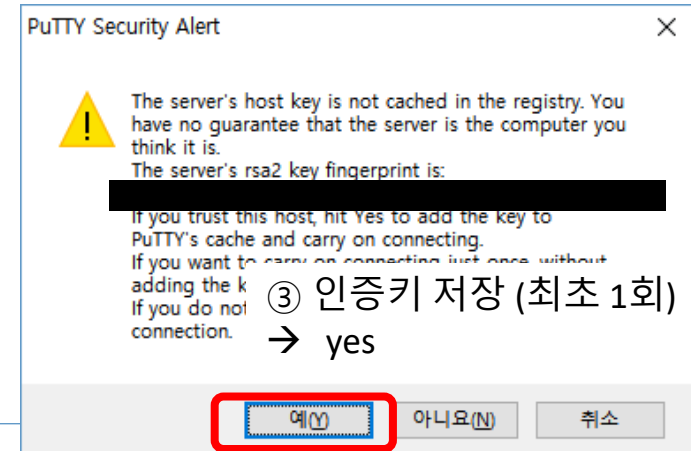 PuTTY Security Alert
The server's host key is not cached in the registry. You
have no guarantee that the server is the computer you
think it is.
The server's rsa2 key fingerprint is:
If you trust this host, hit Yes to add the key to
PuTTY's cache and carry on connecting.
If you want to carry on connecting just once, without
adding the k
If you do not
connection.
③ 인증키 저장 (최초 1회)
→ yes
예(Y)
아니요(N)
취소